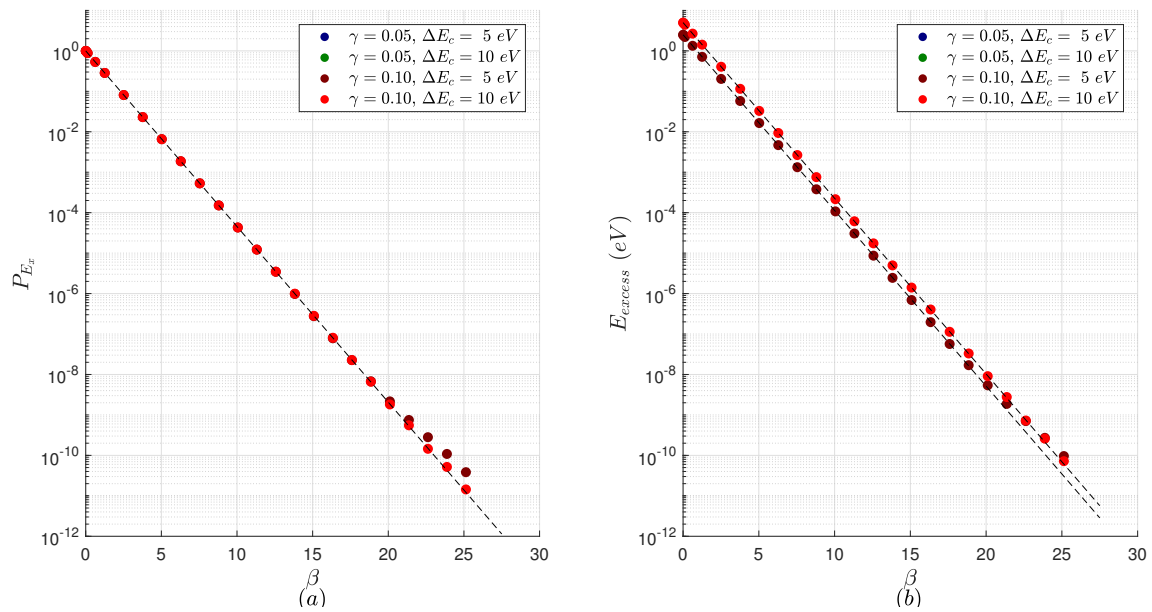 γ = 0.05, ΔE_c = 5 eV
γ = 0.05, ΔE_c = 10 eV
γ = 0.10, ΔE_c = 5 eV
γ = 0.10, ΔE_c = 10 eV
10^0
10^-2
10^-4
10^-6
10^-8
10^-10
10^-12
P_{E_x}
0 5 10 15 20 25 30
β
(a)
γ = 0.05, ΔE_c = 5 eV
γ = 0.05, ΔE_c = 10 eV
γ = 0.10, ΔE_c = 5 eV
γ = 0.10, ΔE_c = 10 eV
10^0
10^-2
10^-4
10^-6
10^-8
10^-10
10^-12
E_{excess} (eV)
0 5 10 15 20 25 30
β
(b)